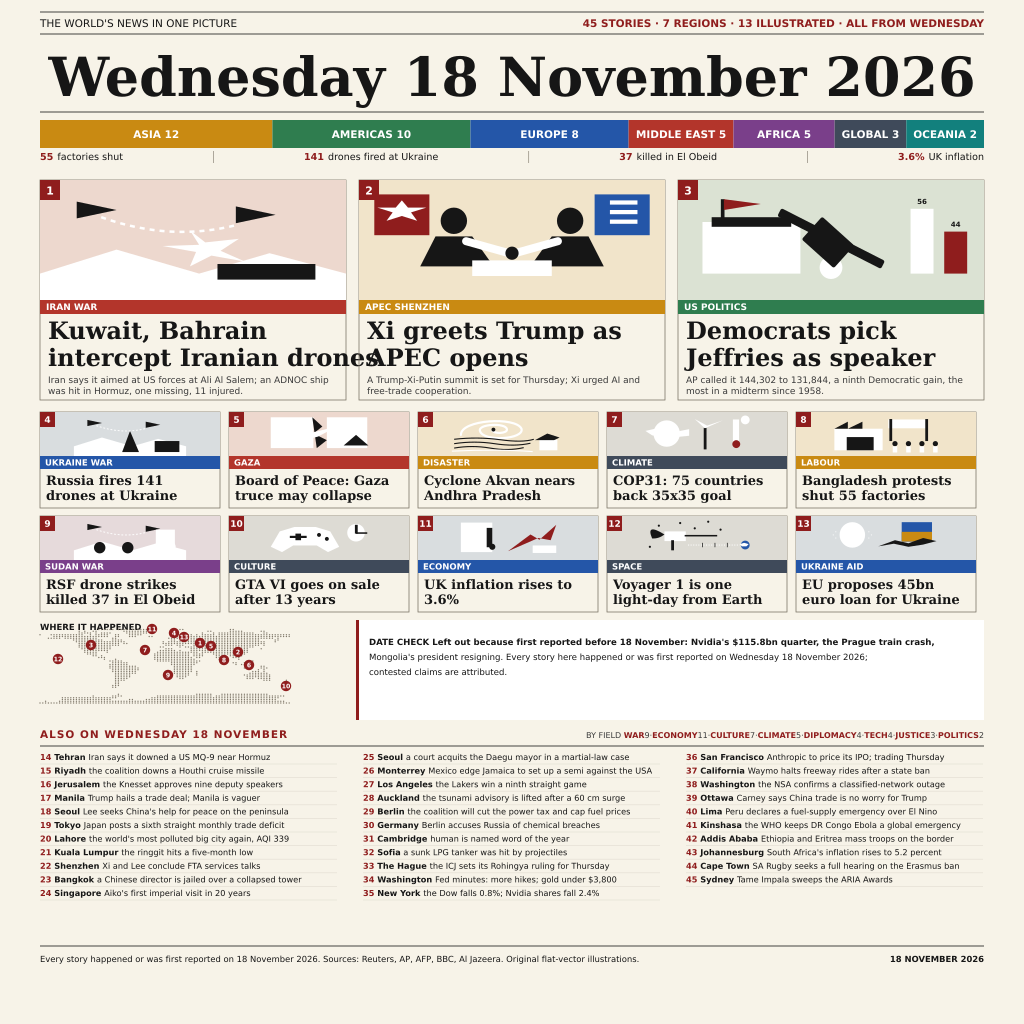 THE WORLD'S NEWS IN ONE PICTURE
45 STORIES · 7 REGIONS · 13 ILLUSTRATED · ALL FROM WEDNESDAY
Wednesday 18 November 2026
ASIA 12
AMERICAS 10
EUROPE 8
MIDDLE EAST 5
AFRICA 5
GLOBAL 3
OCEANIA 2
55 factories shut
141 drones fired at Ukraine
37 killed in El Obeid
3.6% UK inflation
1
IRAN WAR
Kuwait, Bahrain
intercept Iranian drones
Iran says it aimed at US forces at Ali Al Salem; an ADNOC ship
was hit in Hormuz, one missing, 11 injured.
2
APEC SHENZHEN
Xi greets Trump as
APEC opens
A Trump-Xi-Putin summit is set for Thursday; Xi urged AI and
free-trade cooperation.
3
56
44
US POLITICS
Democrats pick
Jeffries as speaker
AP called it 144,302 to 131,844, a ninth Democratic gain, the
most in a midterm since 1958.
4
UKRAINE WAR
Russia fires 141
drones at Ukraine
5
GAZA
Board of Peace: Gaza
truce may collapse
6
DISASTER
Cyclone Akvan nears
Andhra Pradesh
7
CLIMATE
COP31: 75 countries
back 35x35 goal
8
LABOUR
Bangladesh protests
shut 55 factories
9
SUDAN WAR
RSF drone strikes
killed 37 in El Obeid
10
CULTURE
GTA VI goes on sale
after 13 years
11
ECONOMY
UK inflation rises to
3.6%
12
SPACE
Voyager 1 is one
light-day from Earth
13
UKRAINE AID
EU proposes 45bn
euro loan for Ukraine
WHERE IT HAPPENED
11
4
13
3
1
5
7
2
12
8
6
9
10
DATE CHECK Left out because first reported before 18 November: Nvidia's $115.8bn quarter, the Prague train crash,
Mongolia's president resigning. Every story here happened or was first reported on Wednesday 18 November 2026;
contested claims are attributed.
ALSO ON WEDNESDAY 18 NOVEMBER
BY FIELD WAR9·ECONOMY11·CULTURE7·CLIMATE5·DIPLOMACY4·TECH4·JUSTICE3·POLITICS2
14 Tehran Iran says it downed a US MQ-9 near Hormuz
15 Riyadh the coalition downs a Houthi cruise missile
16 Jerusalem the Knesset approves nine deputy speakers
17 Manila Trump hails a trade deal; Manila is vaguer
18 Seoul Lee seeks China's help for peace on the peninsula
19 Tokyo Japan posts a sixth straight monthly trade deficit
20 Lahore the world's most polluted big city again, AQI 339
21 Kuala Lumpur the ringgit hits a five-month low
22 Shenzhen Xi and Lee conclude FTA services talks
23 Bangkok a Chinese director is jailed over a collapsed tower
24 Singapore Aiko's first imperial visit in 20 years
25 Seoul a court acquits the Daegu mayor in a martial-law case
26 Monterrey Mexico edge Jamaica to set up a semi against the USA
27 Los Angeles the Lakers win a ninth straight game
28 Auckland the tsunami advisory is lifted after a 60 cm surge
29 Berlin the coalition will cut the power tax and cap fuel prices
30 Germany Berlin accuses Russia of chemical breaches
31 Cambridge human is named word of the year
32 Sofia a sunk LPG tanker was hit by projectiles
33 The Hague the ICJ sets its Rohingya ruling for Thursday
34 Washington Fed minutes: more hikes; gold under $3,800
35 New York the Dow falls 0.8%; Nvidia shares fall 2.4%
36 San Francisco Anthropic to price its IPO; trading Thursday
37 California Waymo halts freeway rides after a state ban
38 Washington the NSA confirms a classified-network outage
39 Ottawa Carney says China trade is no worry for Trump
40 Lima Peru declares a fuel-supply emergency over El Nino
41 Kinshasa the WHO keeps DR Congo Ebola a global emergency
42 Addis Ababa Ethiopia and Eritrea mass troops on the border
43 Johannesburg South Africa's inflation rises to 5.2 percent
44 Cape Town SA Rugby seeks a full hearing on the Erasmus ban
45 Sydney Tame Impala sweeps the ARIA Awards
Every story happened or was first reported on 18 November 2026. Sources: Reuters, AP, AFP, BBC, Al Jazeera. Original flat-vector illustrations.
18 NOVEMBER 2026